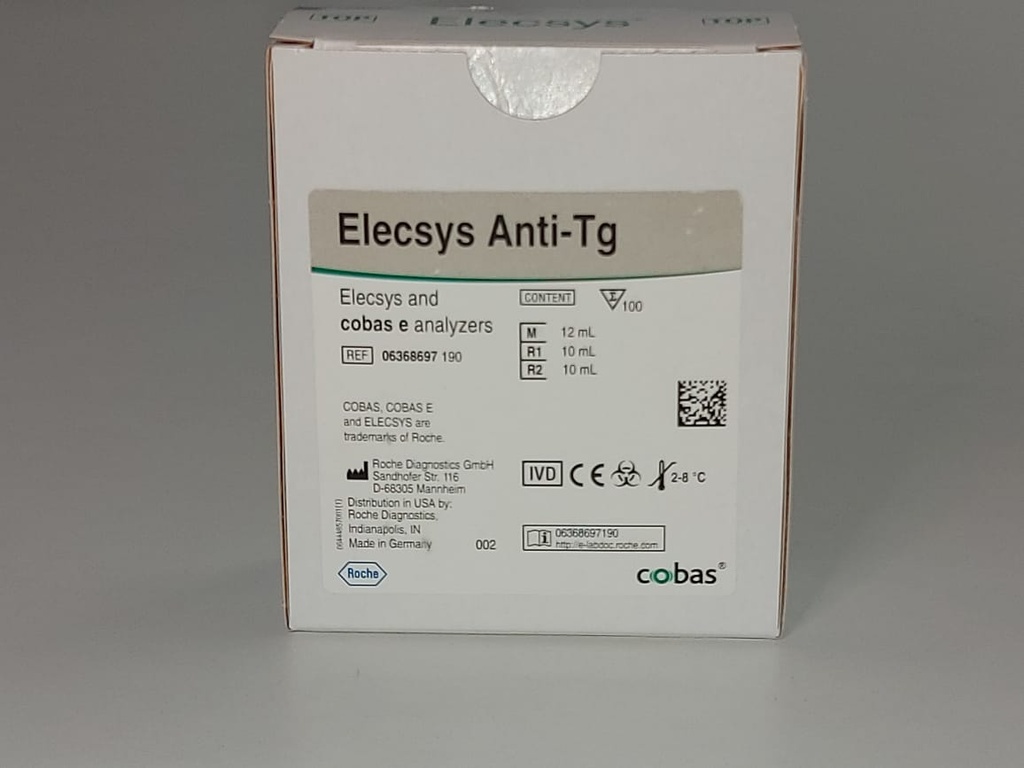 TOP Elecsys® TOP
Elecsys Anti-Tg
Elecsys and
cobas e analyzers
REF 06368697 190
CONTENT Σ 100
M 12 mL
R1 10 mL
R2 10 mL
COBAS, COBAS E
and ELECSYS are
trademarks of Roche.
Roche Diagnostics GmbH
Sandhofer Str. 116
D-68305 Mannheim
Distribution in USA by:
Roche Diagnostics,
Indianapolis, IN
Made in Germany
002
IVD CE 2-8 °C
i 06368697190
http://e-labdoc.roche.com
Roche
cobas®